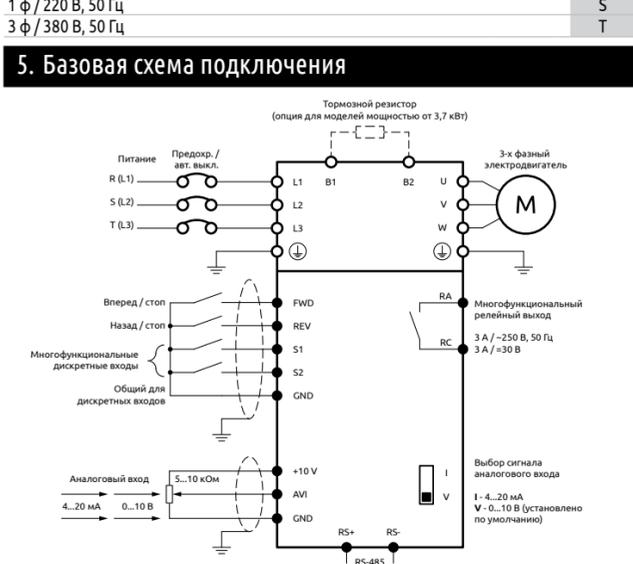 1 ф / 220 В, 50 Гц S
3 ф / 380 В, 50 Гц T
5. Базовая схема подключения
Тормозной резистор
(опция для моделей мощностью от 3,7 кВт)
Питание
Предохр. /
авт. выкл.
3-х фазный
электродвигатель
R (L1)
S (L2)
T (L3)
L1
L2
L3
B1
B2
U
V
W
M
Вперед / стоп
Назад / стоп
Многофункциональные
дискретные входы
Общий для
дискретных входов
FWD
REV
S1
S2
GND
RA
RC
Многофункциональный
релейный выход
3 А / ~250 В, 50 Гц
3 А / =30 В
Аналоговый вход
4...20 мА
0...10 В
5...10 кОм
+10 V
AVI
GND
I
V
Выбор сигнала
аналогового входа
I - 4...20 мА
V - 0...10 В (установлено
по умолчанию)
RS+
RS-
RS-485